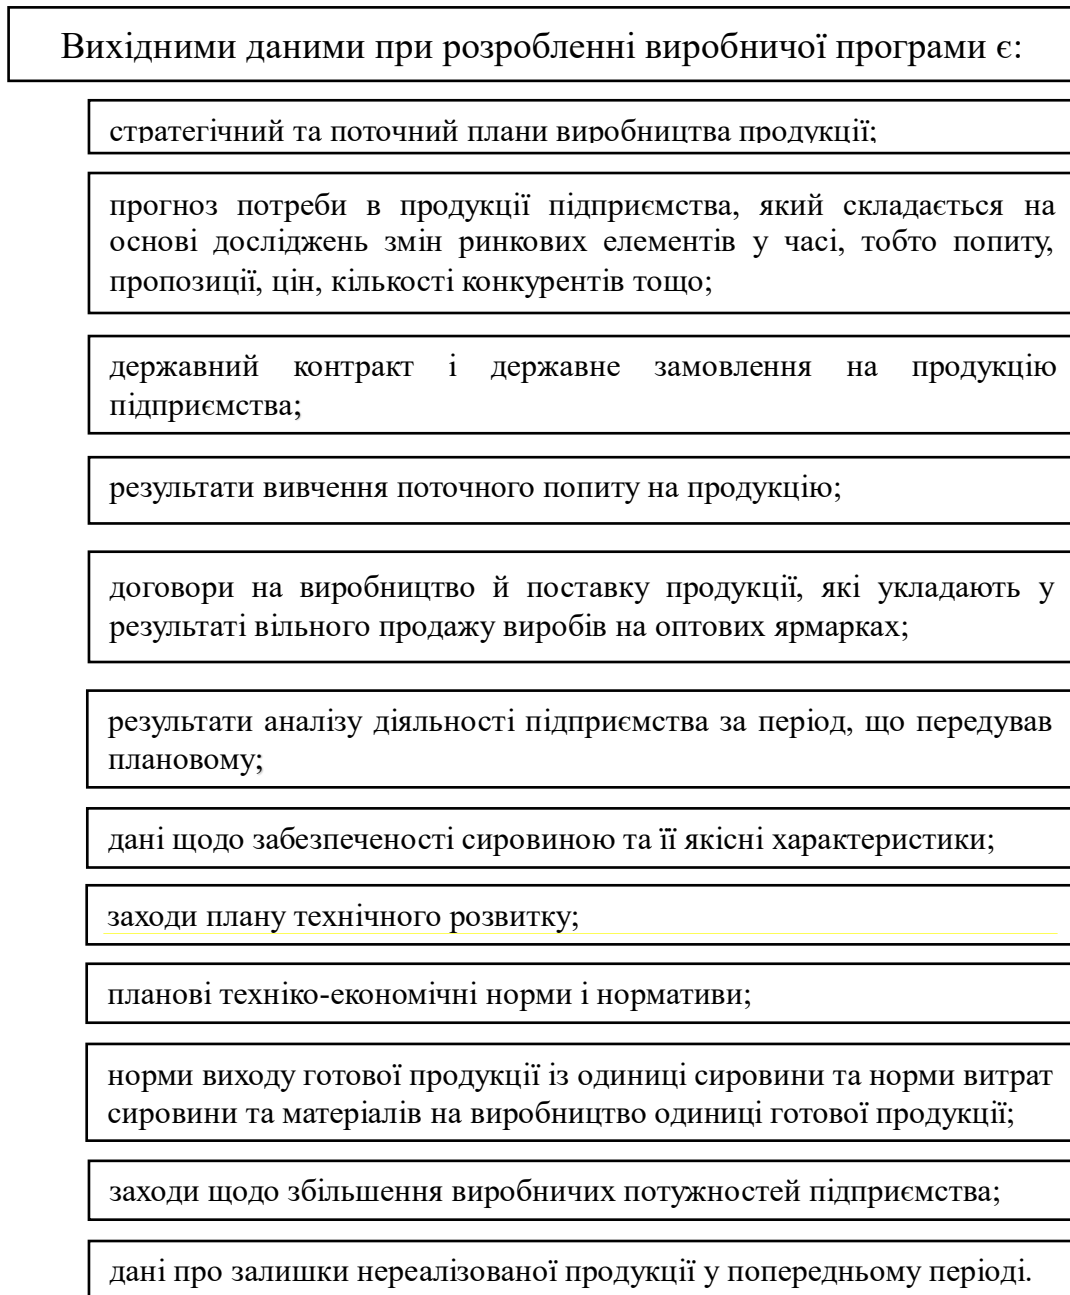 Вихідними даними при розробленні виробничої програми є:
стратегічний та поточний плани виробництва продукції;
прогноз потреби в продукції підприємства, який складається на
основі досліджень змін ринкових елементів у часі, тобто попиту,
пропозиції, цін, кількості конкурентів тощо;
державний контракт і державне замовлення на продукцію
підприємства;
результати вивчення поточного попиту на продукцію;
договори на виробництво й поставку продукції, які укладають у
результаті вільного продажу виробів на оптових ярмарках;
результати аналізу діяльності підприємства за період, що передував
плановому;
дані щодо забезпеченості сировиною та її якісні характеристики;
заходи плану технічного розвитку;
планові техніко-економічні норми і нормативи;
норми виходу готової продукції із одиниці сировини та норми витрат
сировини та матеріалів на виробництво одиниці готової продукції;
заходи щодо збільшення виробничих потужностей підприємства;
дані про залишки нереалізованої продукції у попередньому періоді.